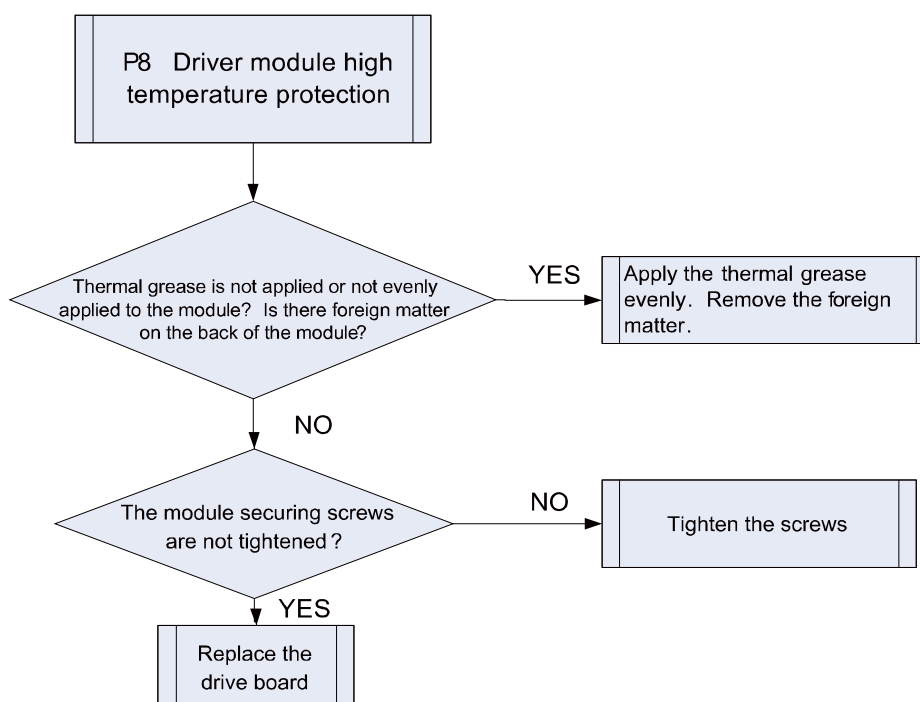 P8 Driver module high
temperature protection
Thermal grease is not applied or not evenly
applied to the module? Is there foreign matter
on the back of the module?
YES
Apply the thermal grease
evenly. Remove the foreign
matter.
NO
The module securing screws
are not tightened?
NO
Tighten the screws
YES
Replace the
drive board